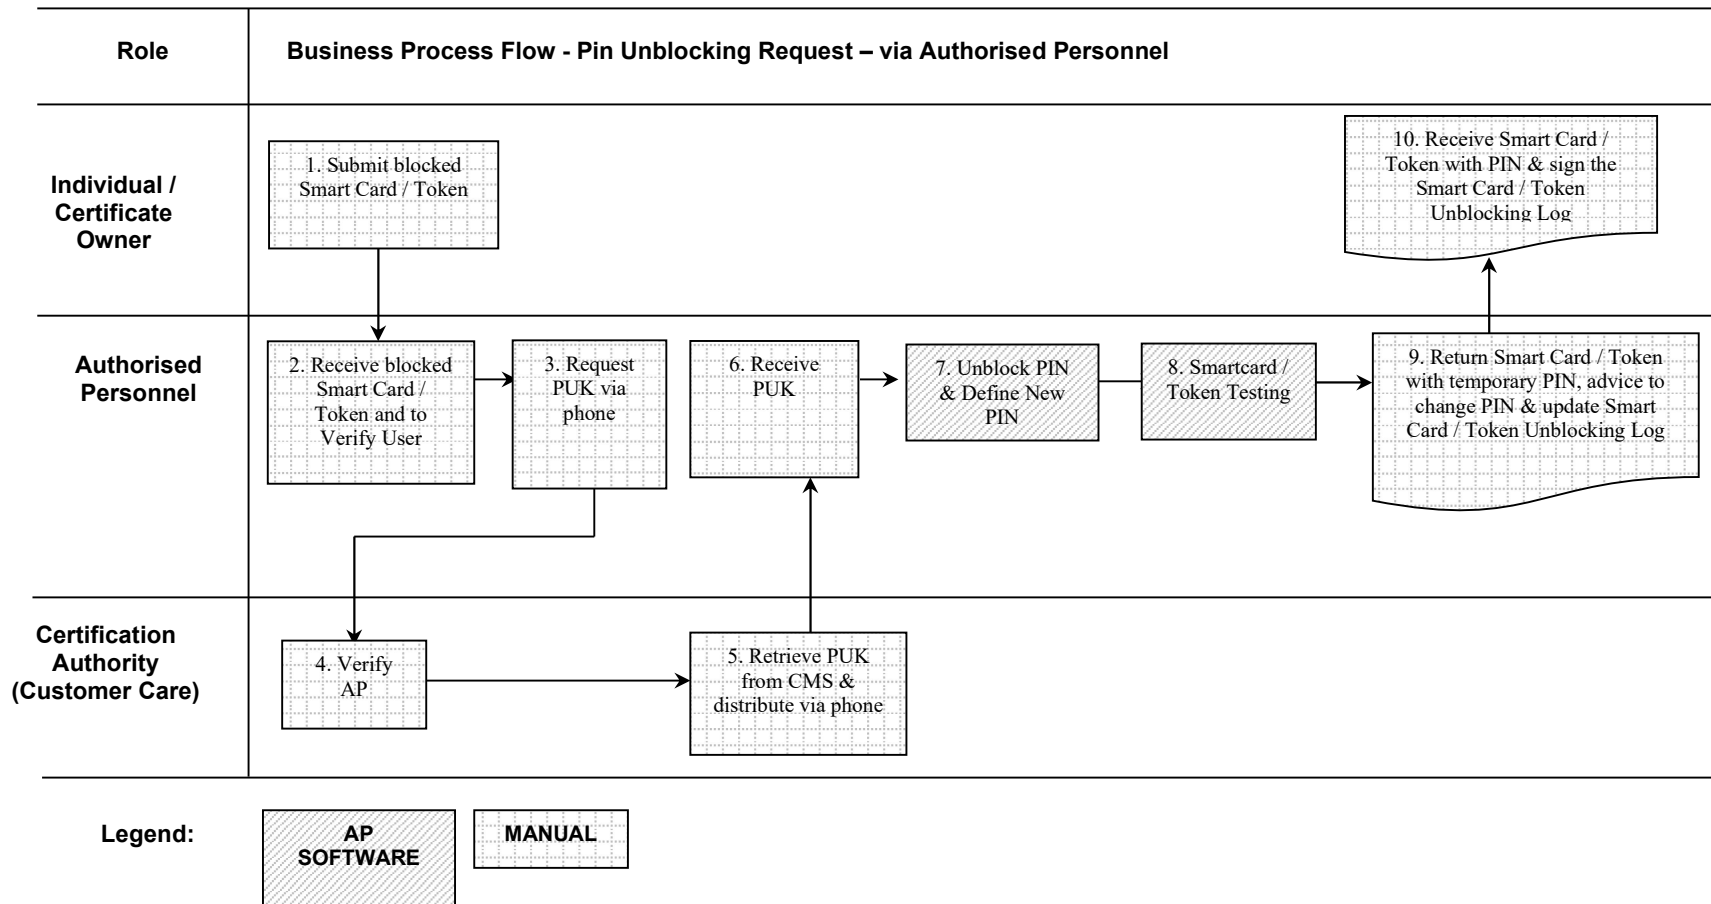 Role
Business Process Flow - Pin Unblocking Request – via Authorised Personnel
Individual /
Certificate
Owner
1. Submit blocked
Smart Card / Token
10. Receive Smart Card /
Token with PIN & sign the
Smart Card / Token
Unblocking Log
Authorised
Personnel
2. Receive blocked
Smart Card /
Token and to
Verify User
3. Request
PUK via
phone
6. Receive
PUK
7. Unblock PIN
& Define New
PIN
8. Smartcard /
Token Testing
9. Return Smart Card / Token
with temporary PIN, advice to
change PIN & update Smart
Card / Token Unblocking Log
Certification
Authority
(Customer Care)
4. Verify
AP
5. Retrieve PUK
from CMS &
distribute via phone
Legend:
AP
SOFTWARE
MANUAL